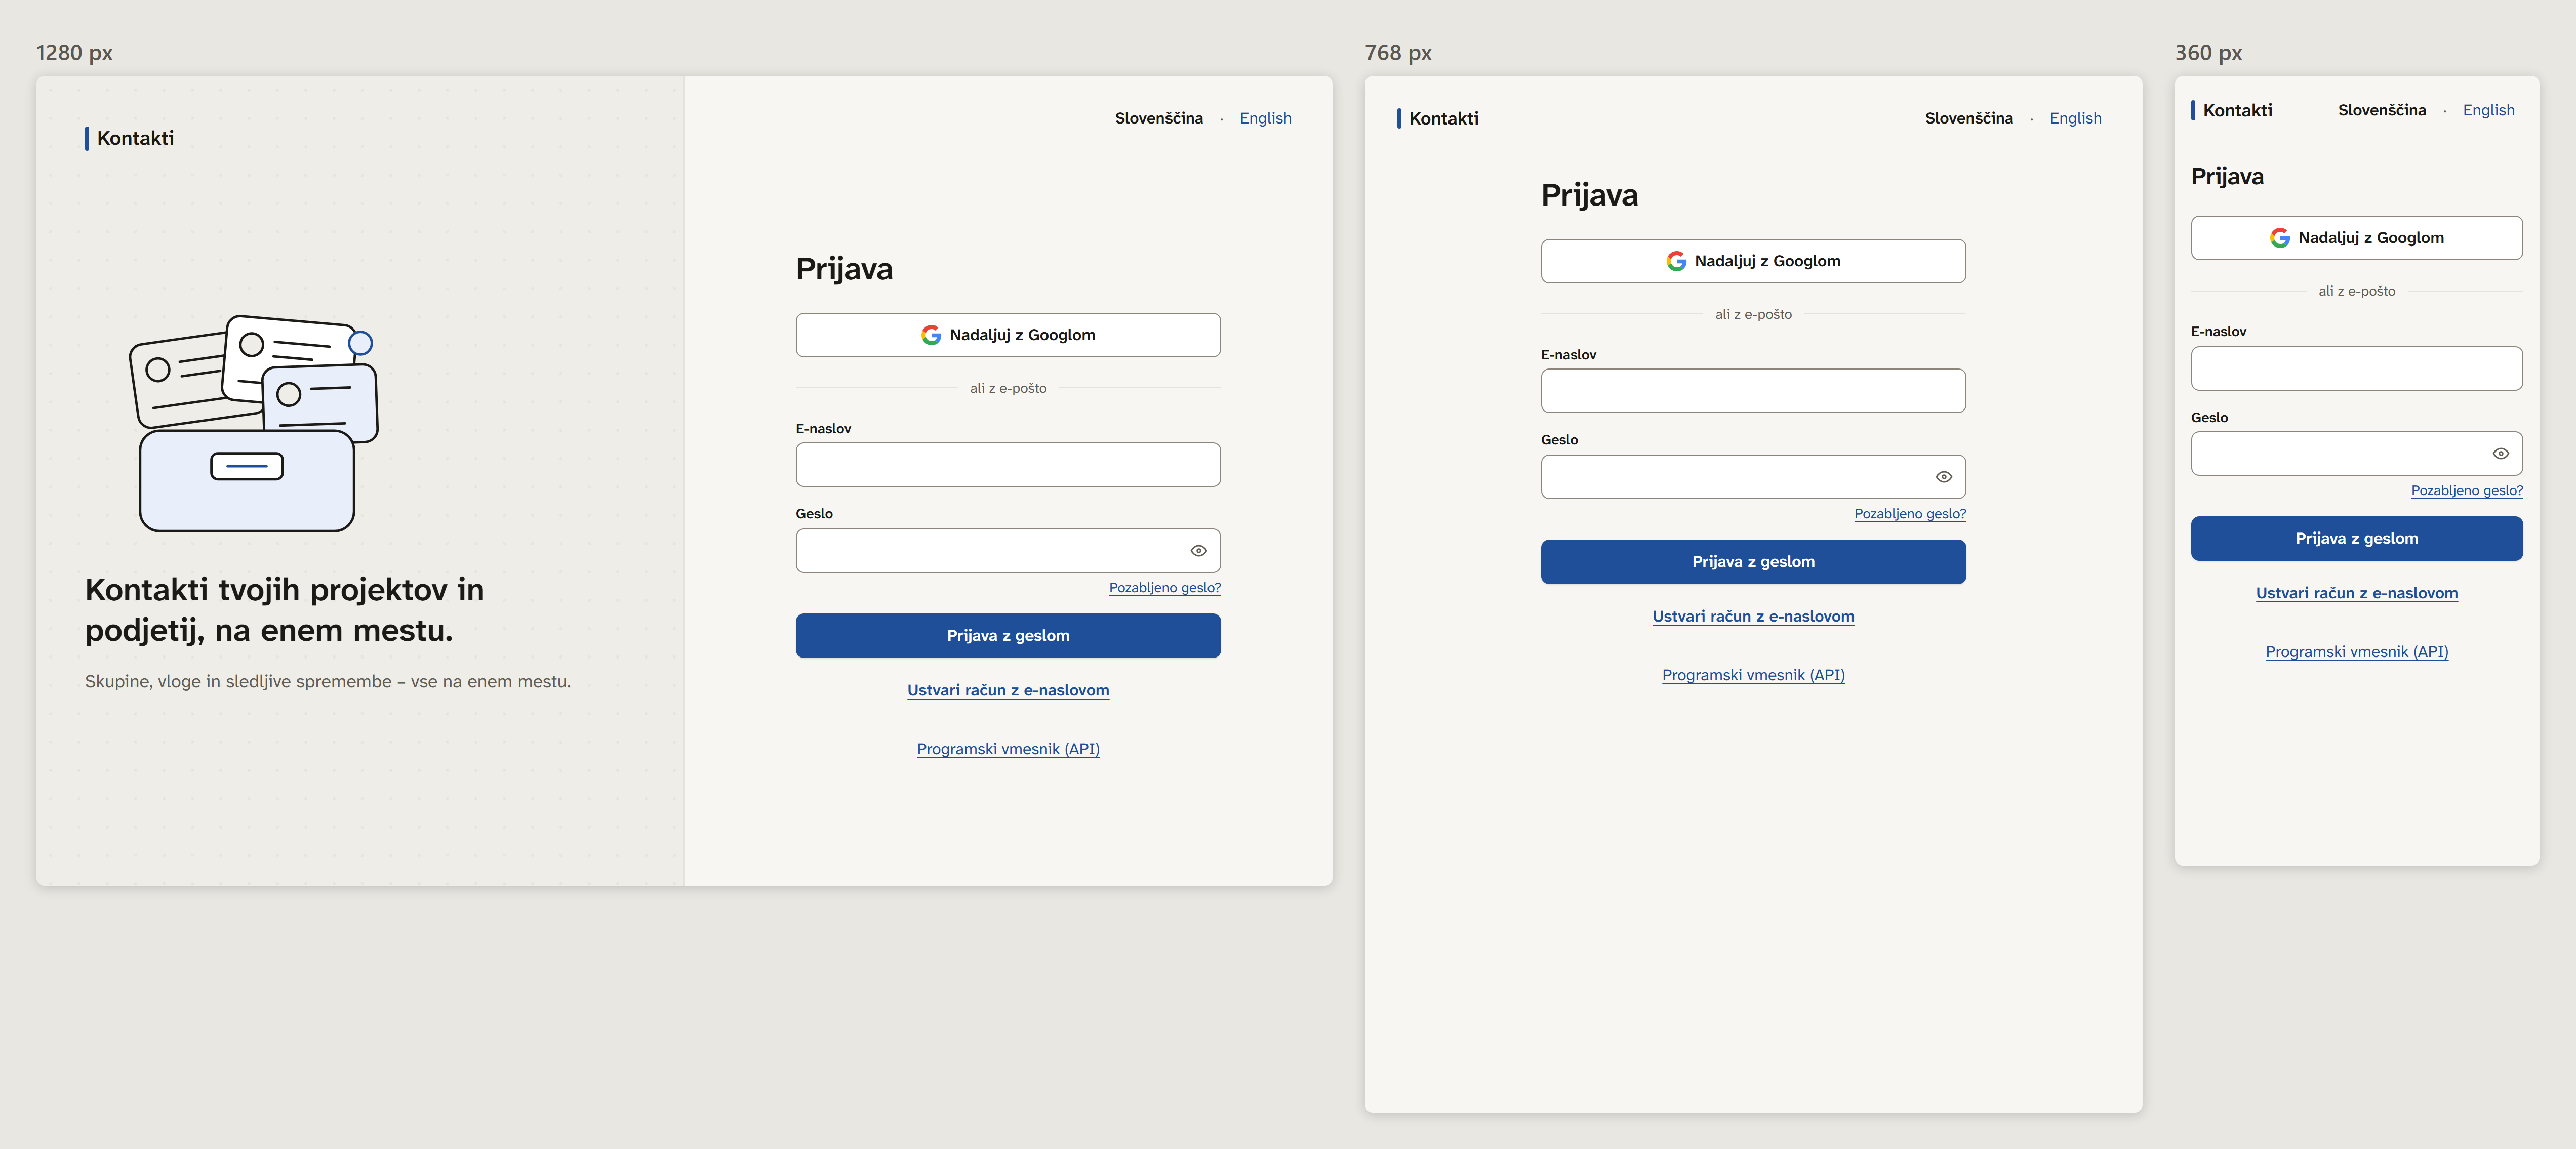 1280 px
Kontakti
Kontakti tvojih projektov in
podjetij, na enem mestu.
Skupine, vloge in sledljive spremembe – vse na enem mestu.
Slovenščina · English
Prijava
Nadaljuj z Googlom
ali z e-pošto
E-naslov
Geslo
Pozabljeno geslo?
Prijava z geslom
Ustvari račun z e-naslovom
Programski vmesnik (API)
768 px
Kontakti
Slovenščina · English
Prijava
Nadaljuj z Googlom
ali z e-pošto
E-naslov
Geslo
Pozabljeno geslo?
Prijava z geslom
Ustvari račun z e-naslovom
Programski vmesnik (API)
360 px
Kontakti
Slovenščina · English
Prijava
Nadaljuj z Googlom
ali z e-pošto
E-naslov
Geslo
Pozabljeno geslo?
Prijava z geslom
Ustvari račun z e-naslovom
Programski vmesnik (API)